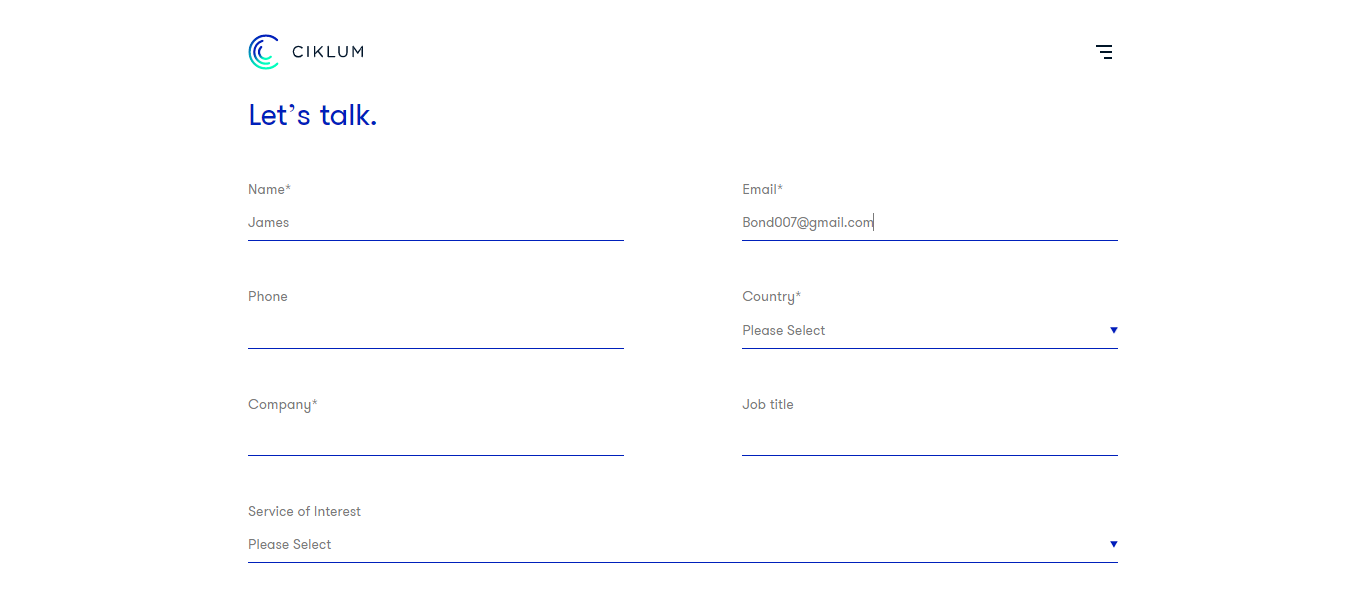 CIKLUM
Let’s talk.
Name*
Email*
James
Bond007@gmail.com
Phone
Country*
Please Select
Company*
Job title
Service of Interest
Please Select